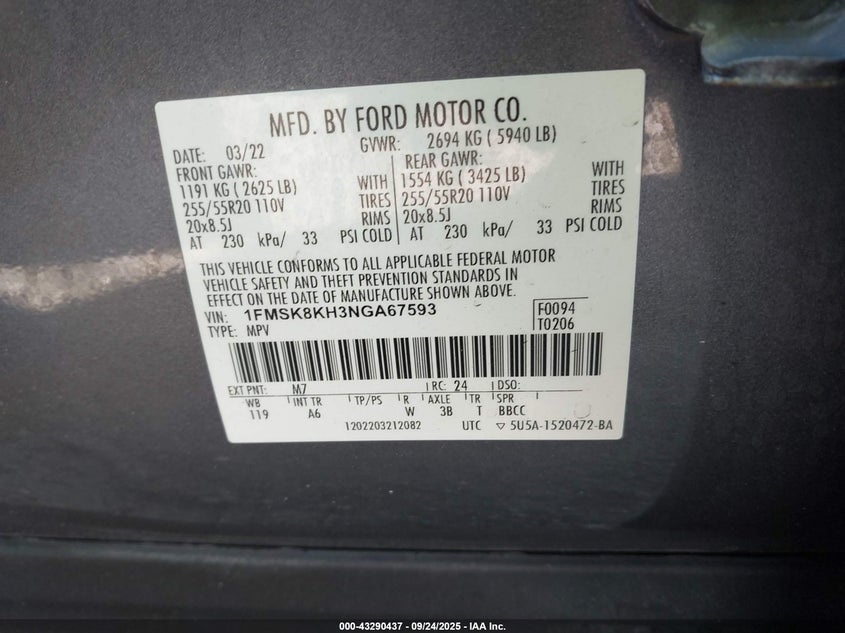 MFD. BY FORD MOTOR CO.
DATE: 03/22 GVWR: 2694 KG ( 5940 LB)
FRONT GAWR: REAR GAWR:
1191 KG ( 2625 LB) WITH 1554 KG ( 3425 LB) WITH
255/55R20 110V TIRES 255/55R20 110V TIRES
20x8.5J RIMS 20x8.5J RIMS
AT 230 kPa/ 33 PSI COLD AT 230 kPa/ 33 PSI COLD
THIS VEHICLE CONFORMS TO ALL APPLICABLE FEDERAL MOTOR
VEHICLE SAFETY AND THEFT PREVENTION STANDARDS IN
EFFECT ON THE DATE OF MANUFACTURE SHOWN ABOVE.
VIN: 1FMSK8KH3NGA67593 F0094
TYPE: MPV T0206
EXT PNT: M7 RC: 24 DSO:
WB INT TR TP/PS R AXLE TR SPR
119 A6 W 3B T BBCC U
1202203212082 UTC ▽ 5U5A-1520472-BA
000-43290437 - 09/24/2025 - IAA Inc.